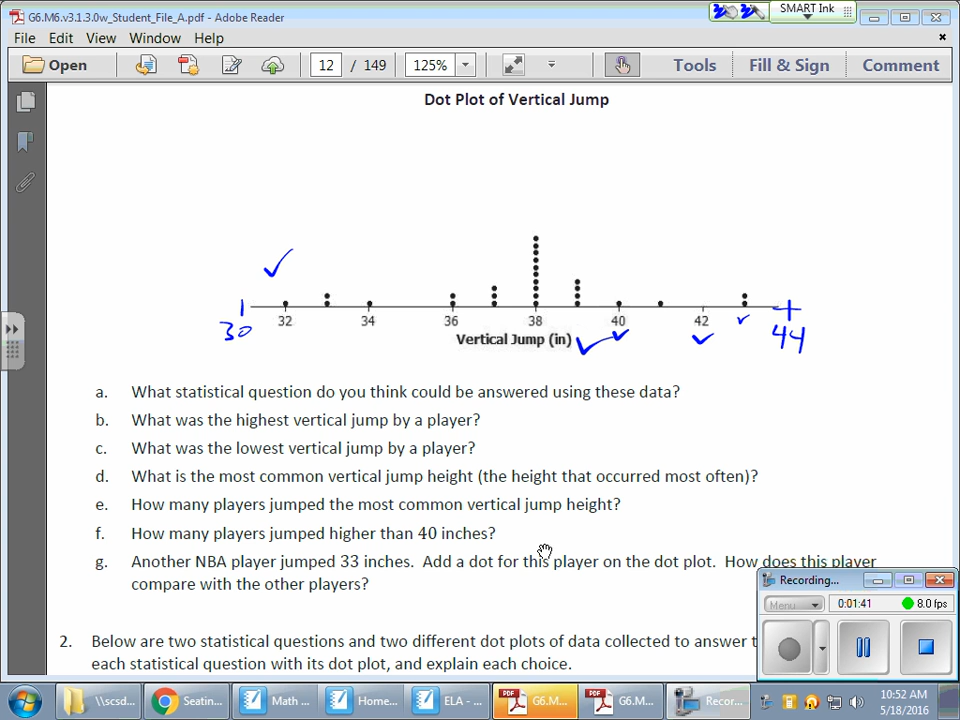 G6.M6.v3.1.3.0w_Student_File_A.pdf - Adobe Reader
SMART Ink
File Edit View Window Help
Open 12 / 149 125% Tools Fill & Sign Comment
Dot Plot of Vertical Jump
32 34 36 38 40 42
30 44
Vertical Jump (in)
a. What statistical question do you think could be answered using these data?
b. What was the highest vertical jump by a player?
c. What was the lowest vertical jump by a player?
d. What is the most common vertical jump height (the height that occurred most often)?
e. How many players jumped the most common vertical jump height?
f. How many players jumped higher than 40 inches?
g. Another NBA player jumped 33 inches. Add a dot for this player on the dot plot. How does this player
compare with the other players?
Recording...
Menu 0:01:41 8.0 fps
2. Below are two statistical questions and two different dot plots of data collected to answer t
each statistical question with its dot plot, and explain each choice.
\\sccd... Seatin... Math ... Home... ELA - ... G6.M... G6.M... Recor...
10:52 AM
5/18/2016